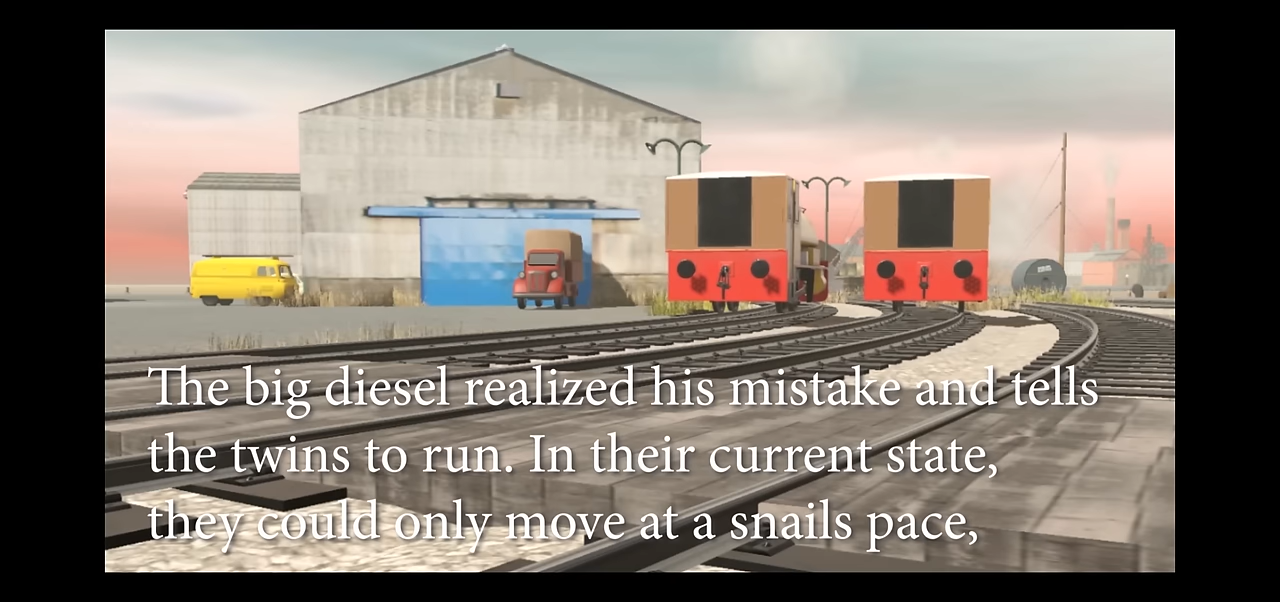 The big diesel realized his mistake and tells
the twins to run. In their current state,
they could only move at a snails pace,